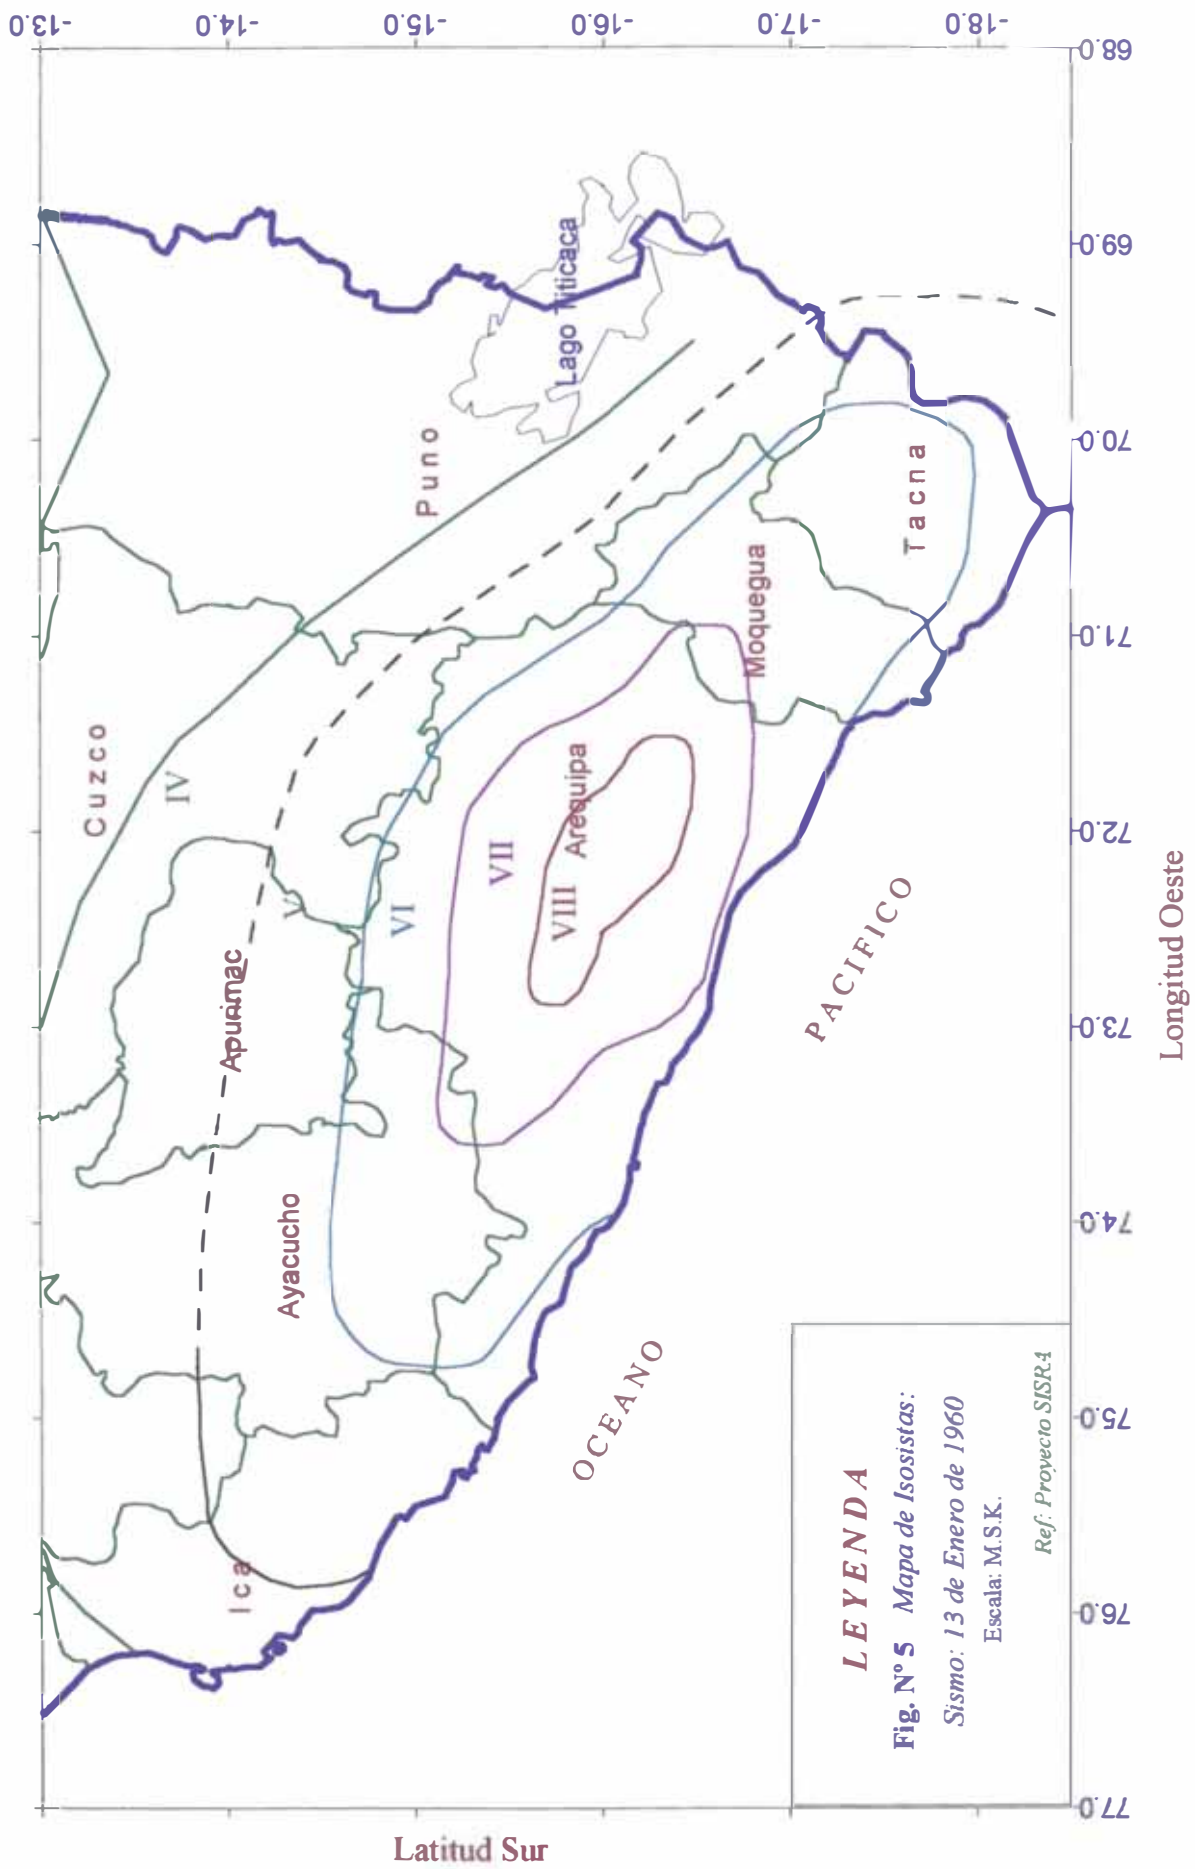 -13.0
-14.0
-15.0
-16.0
-17.0
-18.0
Latitud Sur
77.0
76.0
75.0
74.0
73.0
72.0
71.0
70.0
69.0
68.0
Longitud Oeste
Cuzco
IV
Puno
Lago Titicaca
Apurimac
V
VI
VII
VIII
Arequipa
Moquegua
Tacna
Ayacucho
Ica
OCEANO
PACIFICO
LEYENDA
Fig. Nº 5 Mapa de Isosistas:
Sismo: 13 de Enero de 1960
Escala: M.S.K.
Ref: Proyecto SISRA